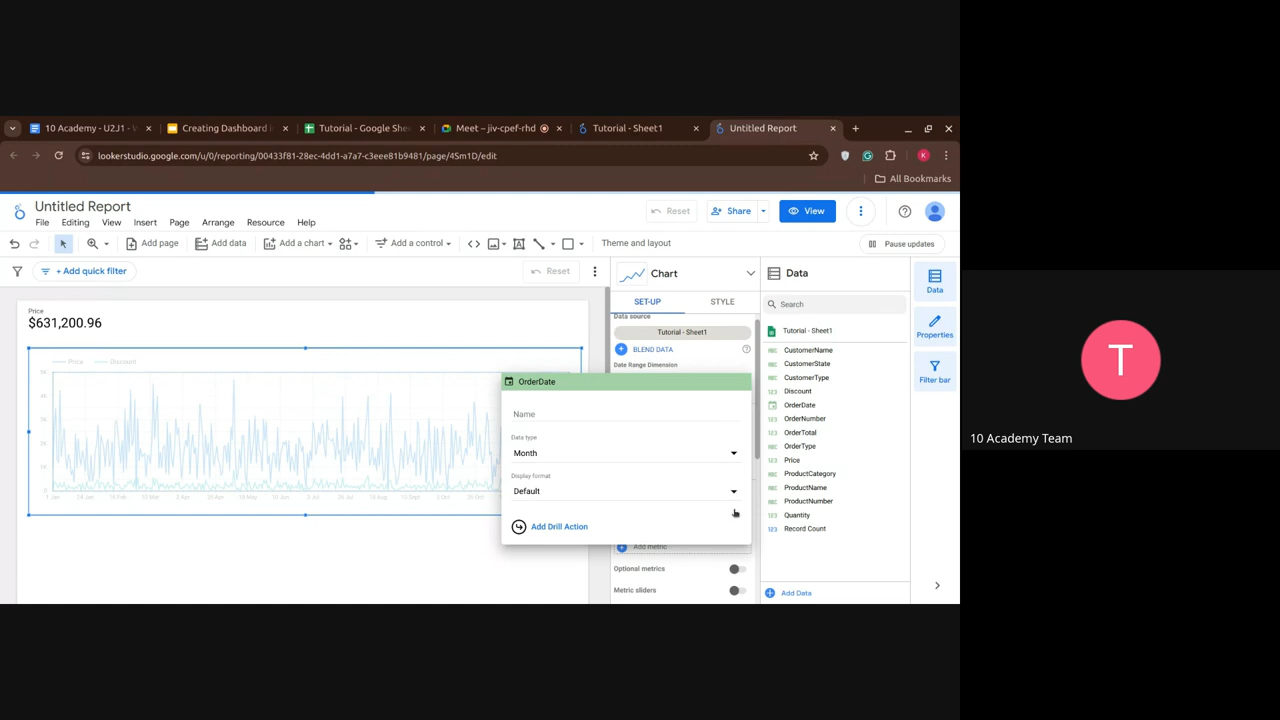 10 Academy - U2J1 - W
Creating Dashboard i
Tutorial - Google She
Meet – jiv-cpef-rhd
Tutorial - Sheet1
Untitled Report
lookerstudio.google.com/u/0/reporting/00433f81-28ec-4dd1-a7a7-c3eee81b9481/page/4Sm1D/edit
K
All Bookmarks
Untitled Report
File Edit View Insert Page Arrange Resource Help
Reset
Share
View
Add page
Add data
Add a chart
Add a control
Theme and layout
Pause updates
+ Add quick filter
Reset
Chart
Data
Data
SET-UP
STYLE
Search
Price
$631,200.96
Data source
Tutorial - Sheet1
BLEND DATA
Date Range Dimension
Tutorial - Sheet1
Properties
Filter bar
Price
Discount
OrderDate
Name
Data type
Month
Display format
Default
Add Drill Action
Add metric
Optional metrics
Metric sliders
CustomerName
CustomerState
CustomerType
Discount
OrderDate
OrderNumber
OrderTotal
OrderType
Price
ProductCategory
ProductName
ProductNumber
Quantity
Record Count
Add Data
T
10 Academy Team